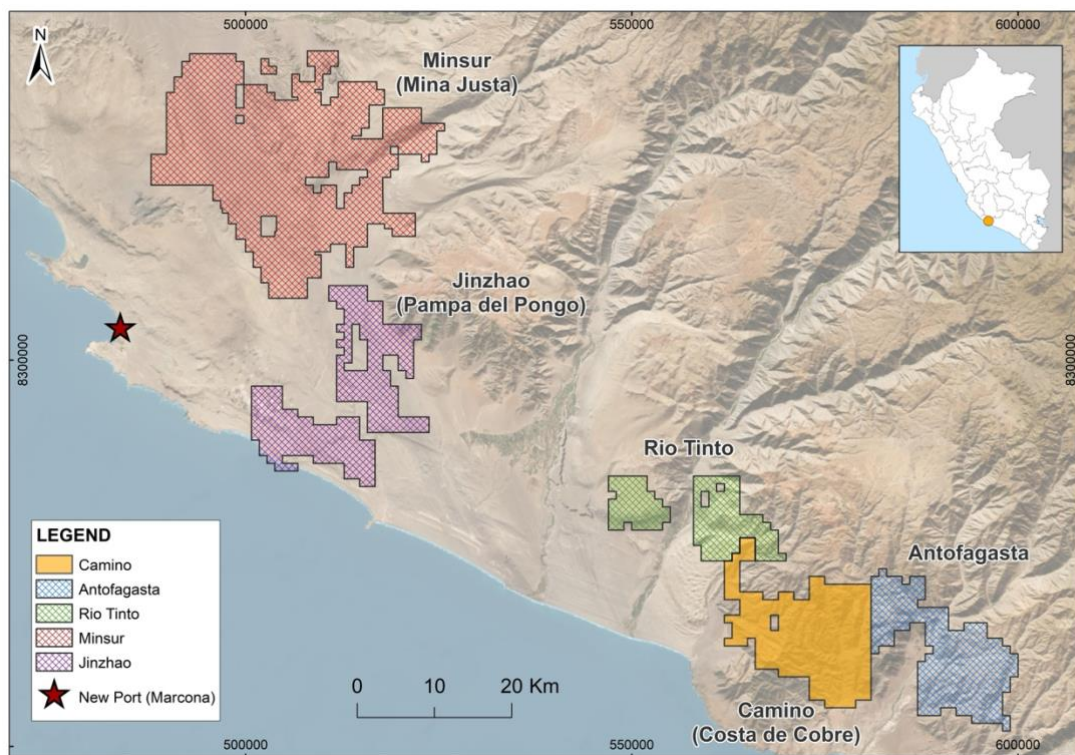 500000
550000
600000
N
Minsur
(Mina Justa)
Jinzhao
(Pampa del Pongo)
8300000
8300000
Rio Tinto
Antofagasta
LEGEND
Camino
Antofagasta
Rio Tinto
Minsur
Jinzhao
New Port (Marcona)
0 10 20 Km
Camino
(Costa de Cobre)
500000
550000
600000